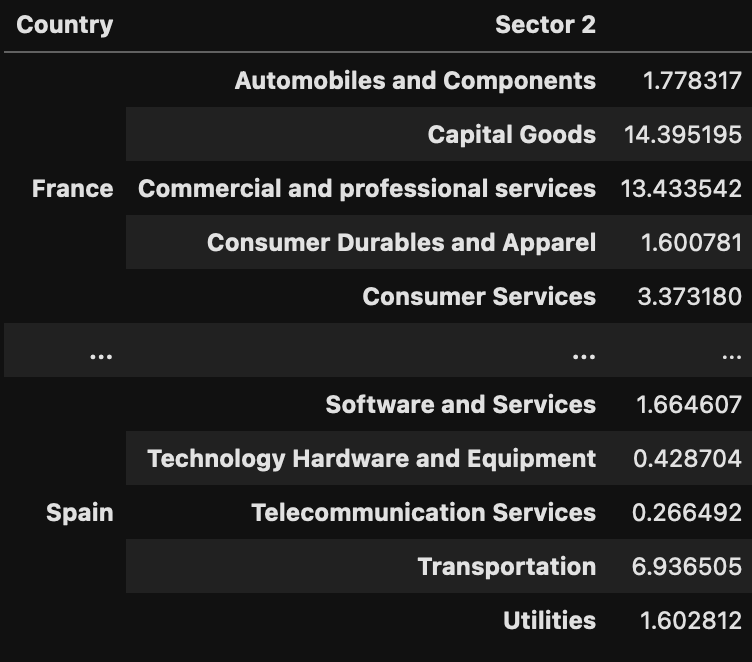 Country Sector 2
Automobiles and Components 1.778317
Capital Goods 14.395195
France Commercial and professional services 13.433542
Consumer Durables and Apparel 1.600781
Consumer Services 3.373180
... ... ...
Software and Services 1.664607
Technology Hardware and Equipment 0.428704
Spain Telecommunication Services 0.266492
Transportation 6.936505
Utilities 1.602812